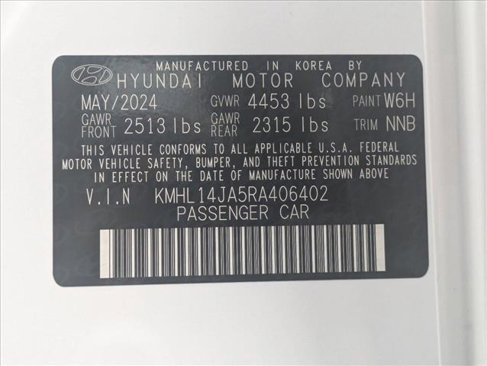 MANUFACTURED IN KOREA BY
HYUNDAI MOTOR COMPANY
MAY/2024 GVWR 4453 lbs PAINT W6H
GAWR FRONT 2513 lbs GAWR REAR 2315 lbs TRIM NNB
THIS VEHICLE CONFORMS TO ALL APPLICABLE U.S.A. FEDERAL
MOTOR VEHICLE SAFETY, BUMPER, AND THEFT PREVENTION
STANDARDS IN EFFECT ON THE DATE OF MANUFACTURE SHOWN ABOVE.
V.I.N KMHL14JA5RA406402
PASSENGER CAR